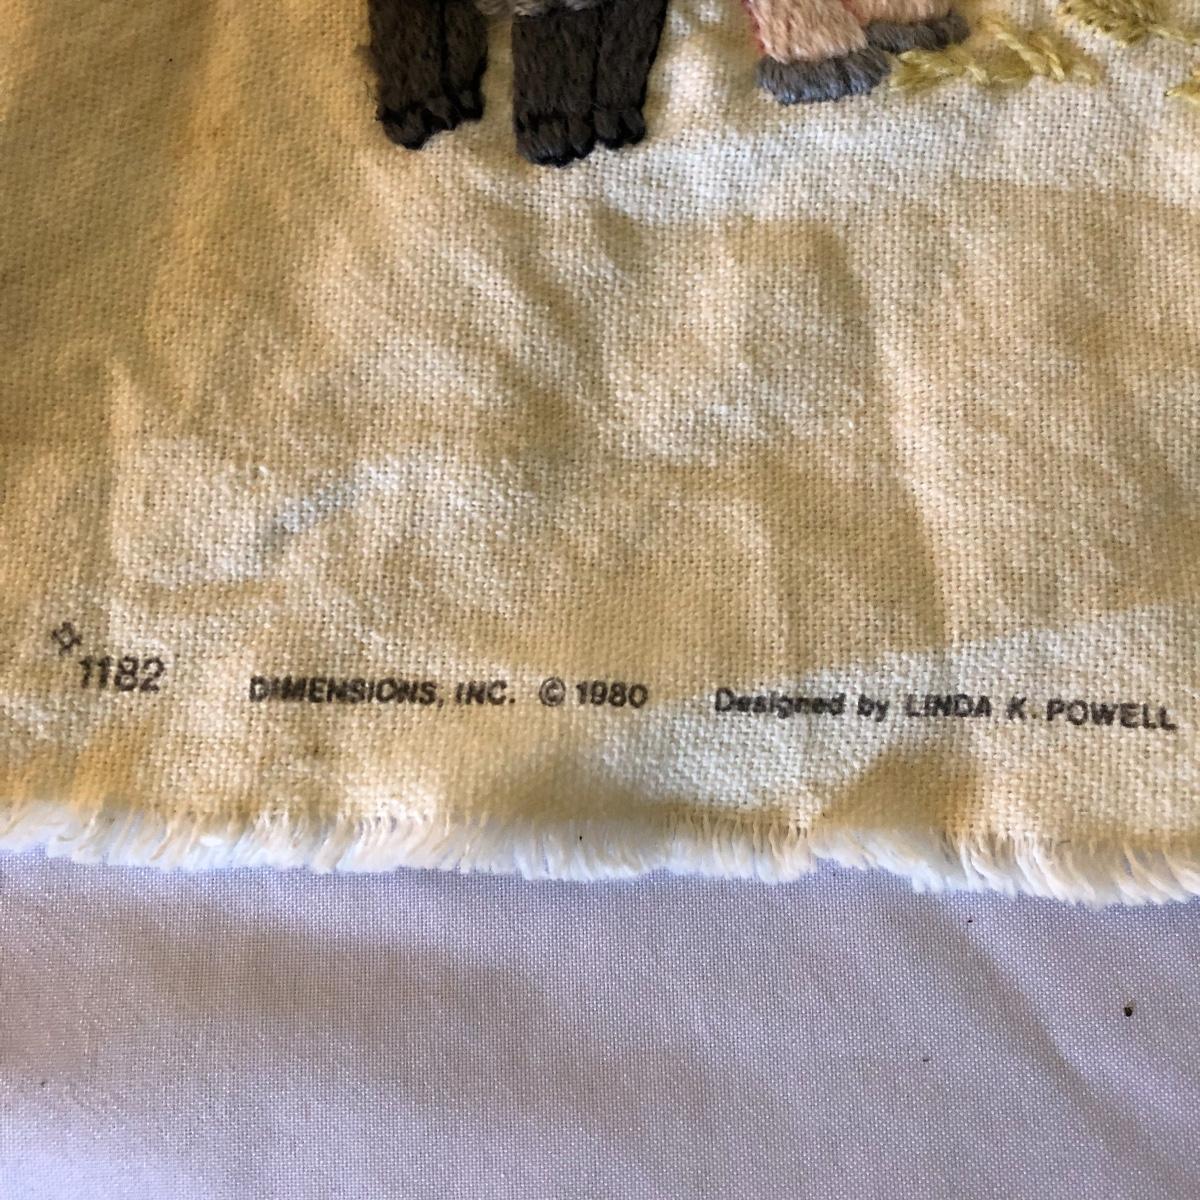 1182 DIMENSIONS, INC. © 1980 Designed by LINDA K. POWELL